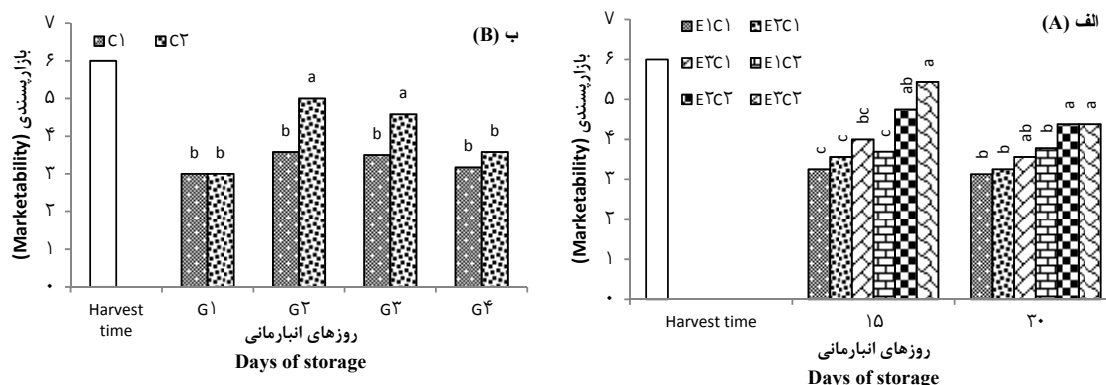 ب (B)
C۱ C۲
بازارپسندی (Marketability)
۷
۶
۵
۴
۳
۲
۱
۰
b b b a b a b b
Harvest time G۱ G۲ G۳ G۴
روزهای انبارمانی
Days of storage
الف (A)
E۱C۱ E۲C۱
E۳C۱ E۱C۲
E۲C۲ E۳C۲
بازارپسندی (Marketability)
۷
۶
۵
۴
۳
۲
۱
۰
c c bc c ab a b b ab b a a
Harvest time ۱۵ ۳۰
روزهای انبارمانی
Days of storage